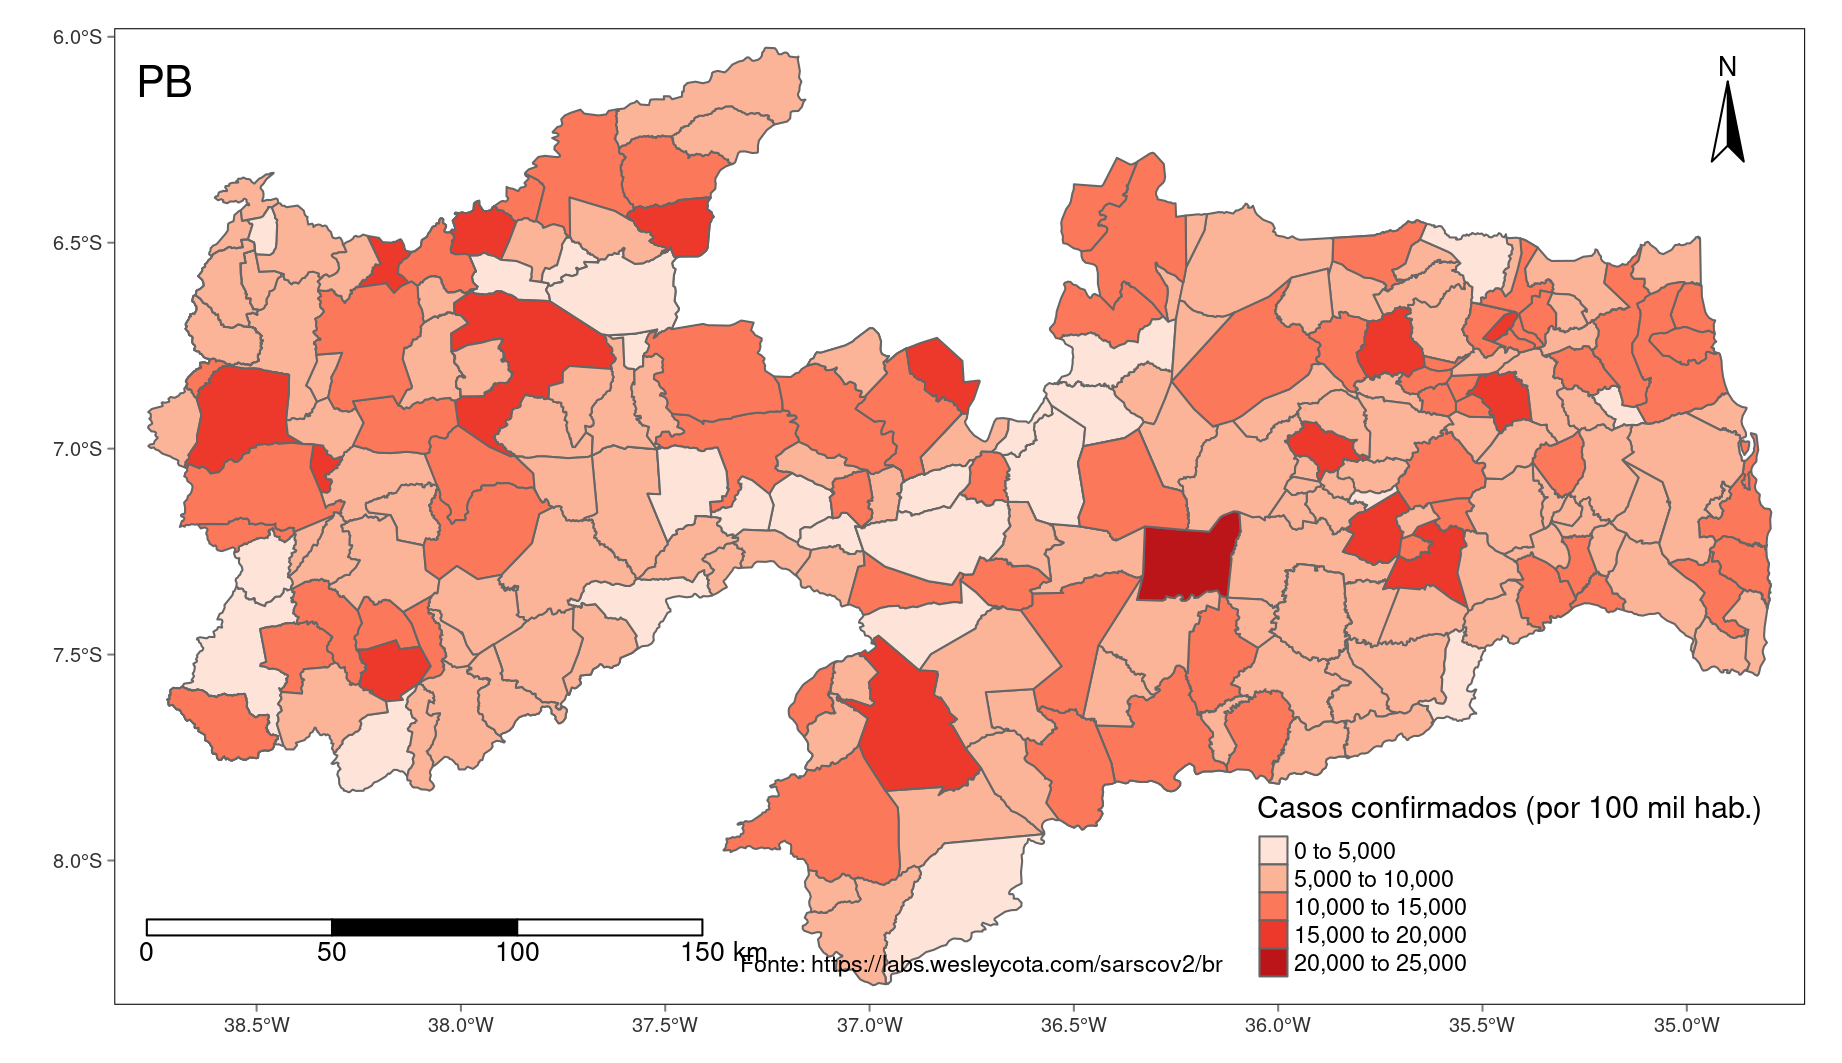 6.0°S
PB
N
6.5°S
7.0°S
7.5°S
8.0°S
Casos confirmados (por 100 mil hab.)
0 to 5,000
5,000 to 10,000
10,000 to 15,000
15,000 to 20,000
20,000 to 25,000
0 50 100 150 km
Fonte: https://labs.wesleycota.com/sarscov2/br
38.5°W 38.0°W 37.5°W 37.0°W 36.5°W 36.0°W 35.5°W 35.0°W